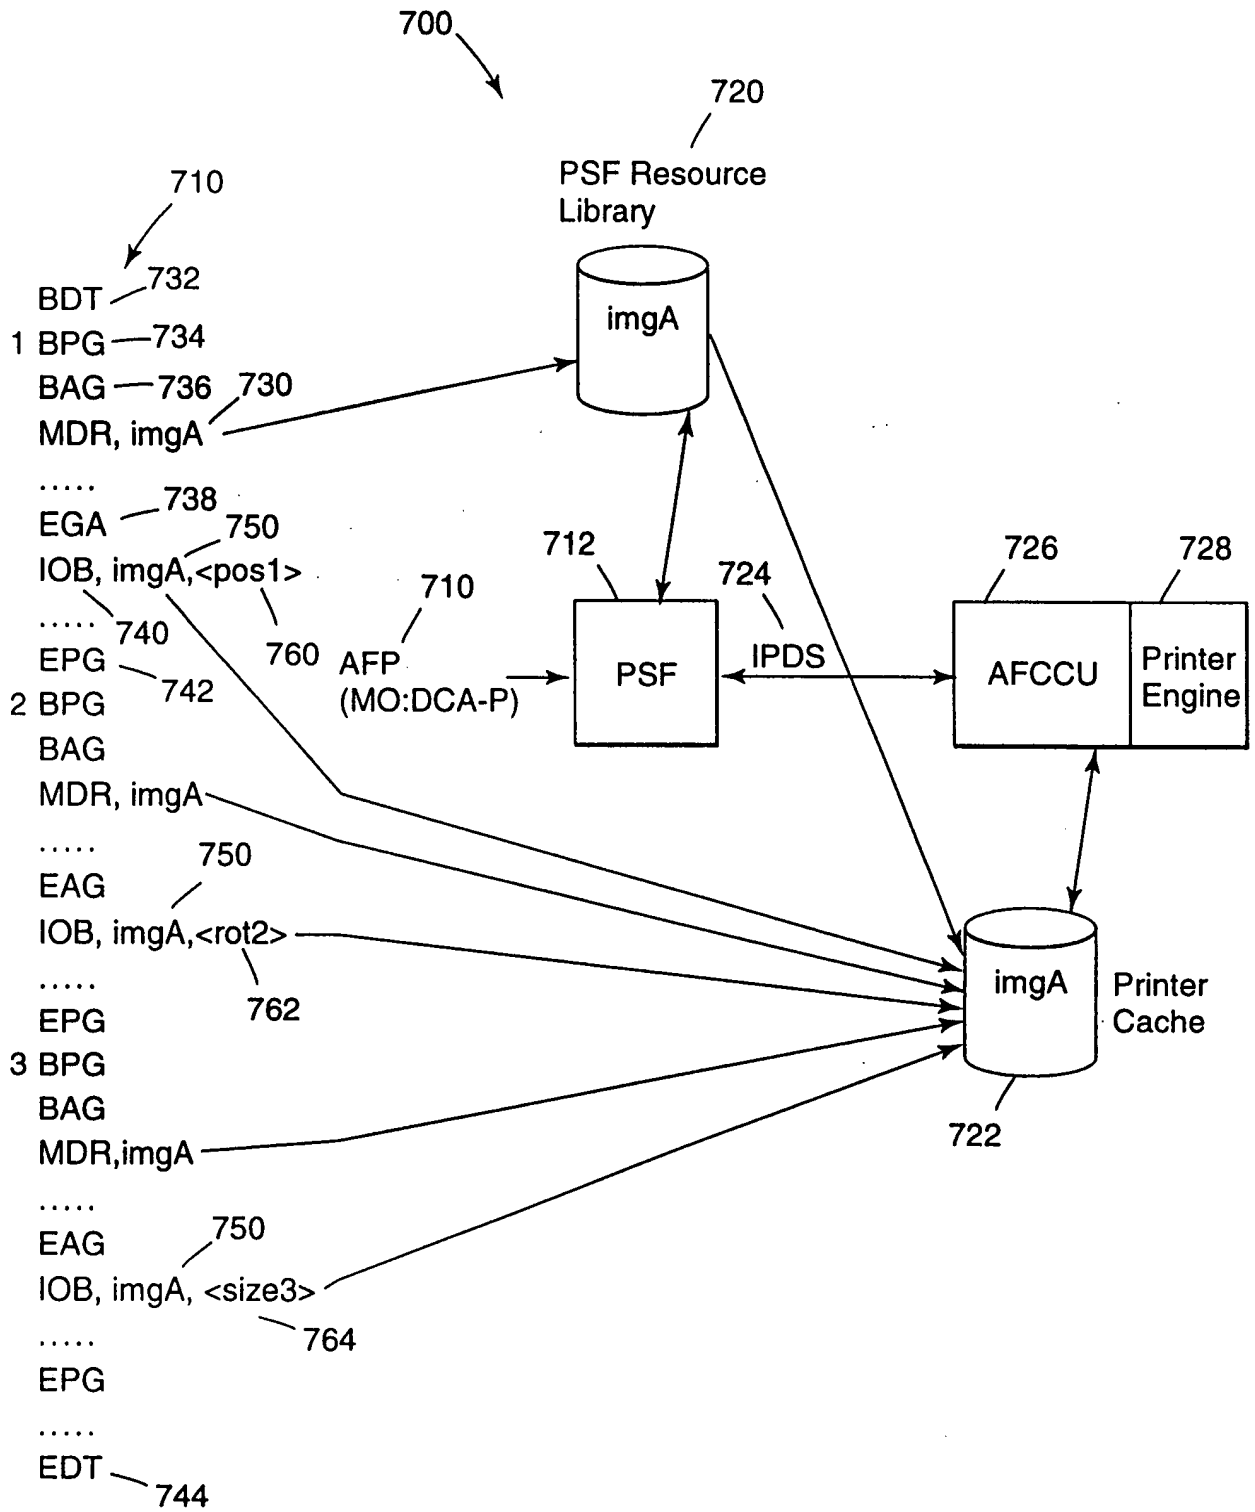 700
720
PSF Resource
Library
710
BDT 732
1 BPG 734
BAG 736 730
MDR, imgA
.....
EGA 738
750
IOB, imgA,<pos1>
740
760
.....
EPG 742
2 BPG
BAG
MDR, imgA
.....
750
EAG
IOB, imgA,<rot2>
762
.....
EPG
3 BPG
BAG
MDR,imgA
.....
750
EAG
IOB, imgA, <size3>
764
.....
EPG
.....
EDT 744
imgA
712
710
AFP
(MO:DCA-P)
PSF
724
IPDS
726
728
AFCCU
Printer
Engine
imgA
Printer
Cache
722